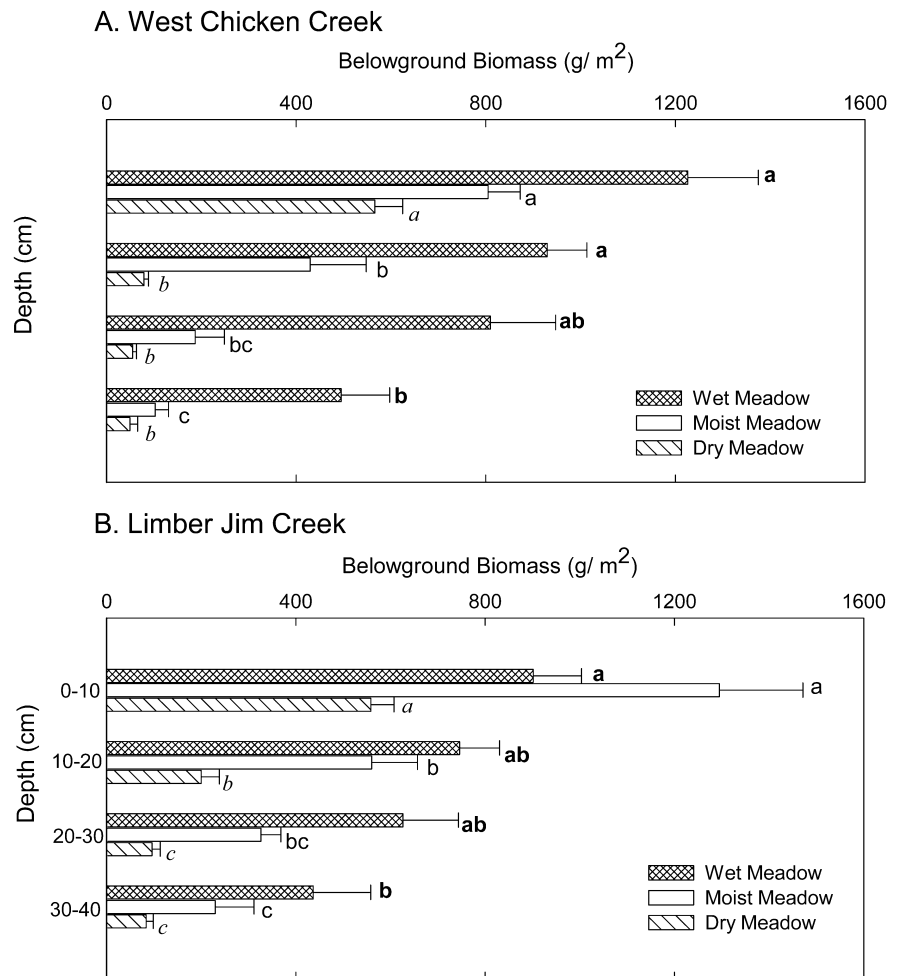 A. West Chicken Creek
Belowground Biomass (g/ m2)
0 400 800 1200 1600
Depth (cm)
a
a
a
a
b
b
ab
bc
b
b
c
b
Wet Meadow
Moist Meadow
Dry Meadow
B. Limber Jim Creek
Belowground Biomass (g/ m2)
0 400 800 1200 1600
Depth (cm)
a
0-10 a
a
ab
10-20 b
b
ab
20-30 bc
c
b
30-40 c
c
Wet Meadow
Moist Meadow
Dry Meadow